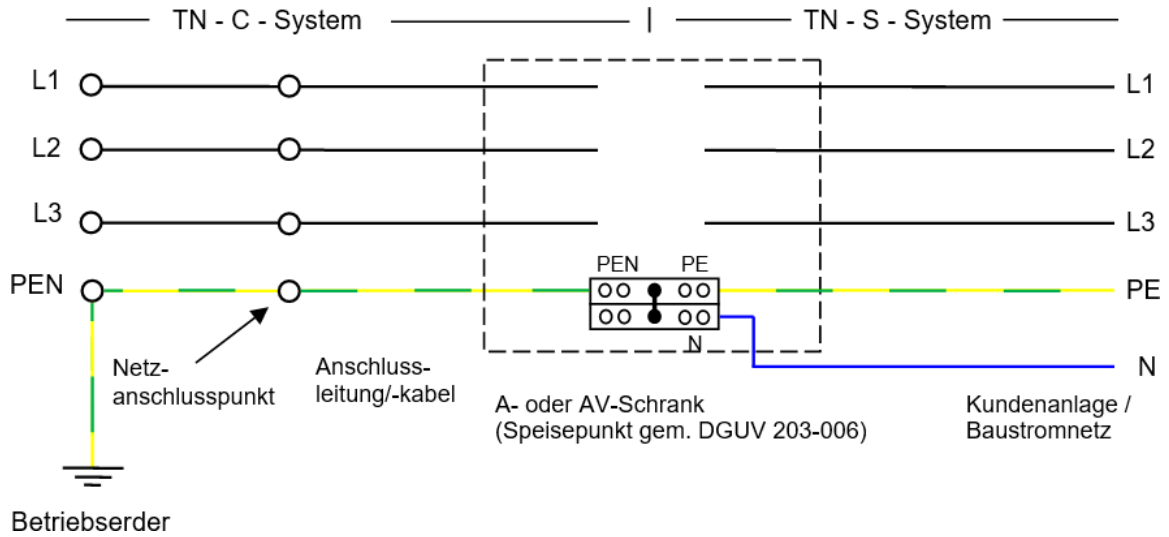 TN - C - System
TN - S - System
L1
L1
L2
L2
L3
L3
PEN
PE
PEN
PE
N
N
Netz-
anschlusspunkt
Anschluss-
leitung/-kabel
A- oder AV-Schrank
(Speisepunkt gem. DGUV 203-006)
Kundenanlage /
Baustromnetz
Betriebserder